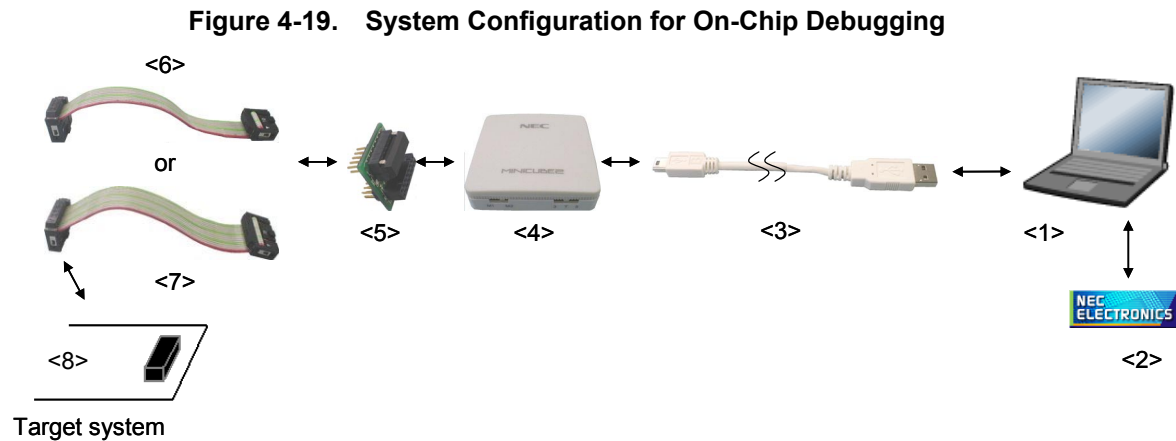 Figure 4-19. System Configuration for On-Chip Debugging
<6>
or
<7>
<5>
NEC
MINICUBE2
<4>
<3>
<1>
NEC
ELECTRONICS
<2>
<8>
Target system